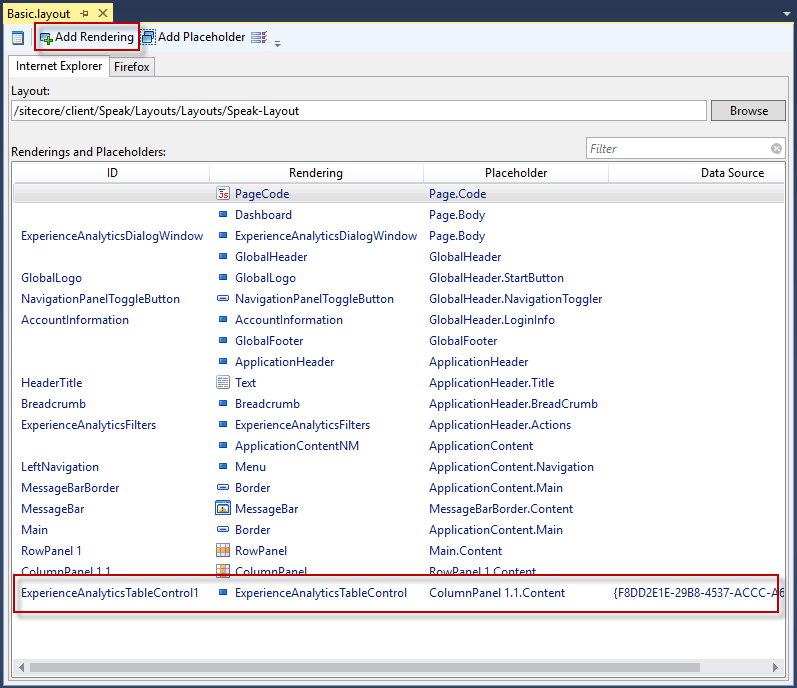 Basic.layout
Add Rendering Add Placeholder
Internet Explorer Firefox
Layout:
/sitecore/client/Speak/Layouts/Layouts/Speak-Layout Browse
Renderings and Placeholders: Filter
ID Rendering Placeholder Data Source
JS PageCode Page.Code
Dashboard Page.Body
ExperienceAnalyticsDialogWindow ExperienceAnalyticsDialogWindow Page.Body
GlobalHeader GlobalHeader
GlobalLogo GlobalLogo GlobalHeader.StartButton
NavigationPanelToggleButton NavigationPanelToggleButton GlobalHeader.NavigationToggler
AccountInformation AccountInformation GlobalHeader.LoginInfo
GlobalFooter GlobalFooter
ApplicationHeader ApplicationHeader
HeaderTitle Text ApplicationHeader.Title
Breadcrumb Breadcrumb ApplicationHeader.BreadCrumb
ExperienceAnalyticsFilters ExperienceAnalyticsFilters ApplicationHeader.Actions
ApplicationContentNM ApplicationContent
LeftNavigation Menu ApplicationContent.Navigation
MessageBarBorder Border ApplicationContent.Main
MessageBar MessageBar MessageBarBorder.Content
Main Border ApplicationContent.Main
RowPanel 1 RowPanel Main.Content
ColumnPanel 1.1 ColumnPanel RowPanel 1.Content
ExperienceAnalyticsTableControl1 ExperienceAnalyticsTableControl ColumnPanel 1.1.Content {F8DD2E1E-29B8-4537-ACCC-A6